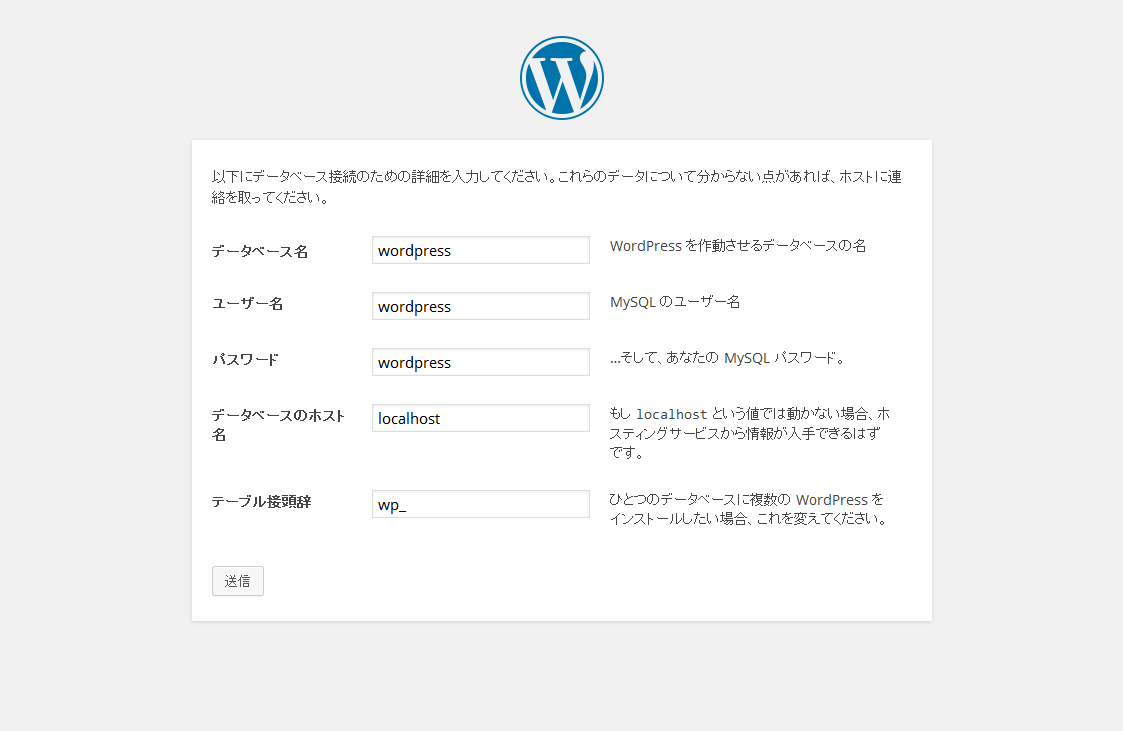 以下にデータベース接続のための詳細を入力してください。これらのデータについて分からない点があれば、ホストに連
絡を取ってください。
データベース名
wordpress
WordPress を作動させるデータベースの名
ユーザー名
wordpress
MySQL のユーザー名
パスワード
wordpress
…そして、あなたの MySQL パスワード。
データベースのホスト
名
localhost
もし localhost という値では動かない場合、ホ
スティングサービスから情報が入手できるはず
です。
テーブル接頭辞
wp_
ひとつのデータベースに複数の WordPress を
インストールしたい場合、これを変えてください。
送信